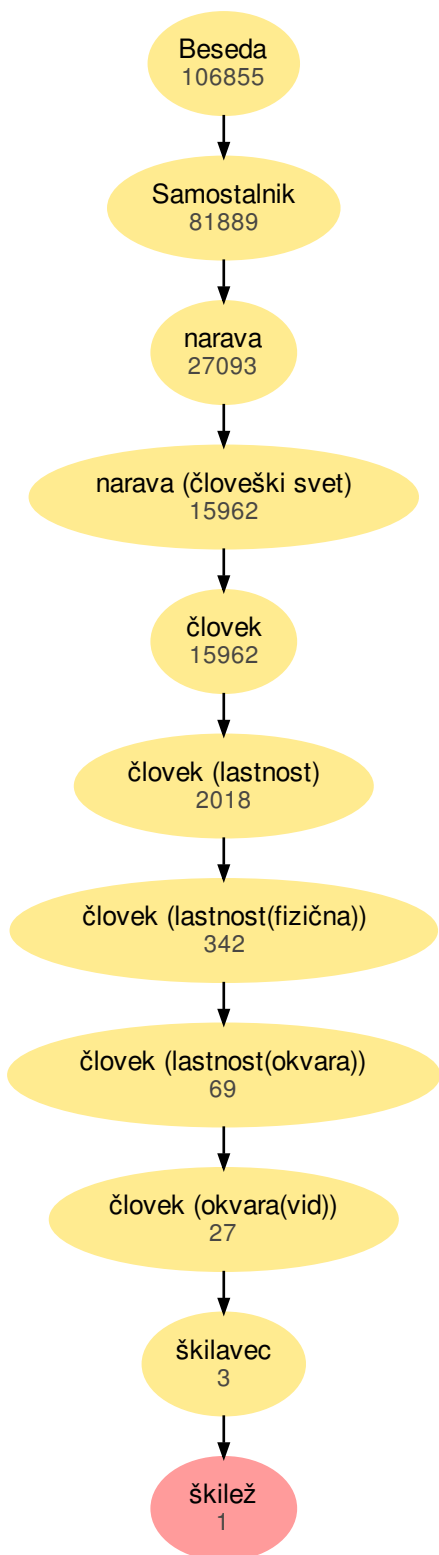 Beseda
106855
Samostalnik
81889
narava
27093
narava (človeški svet)
15962
človek
15962
človek (lastnost)
2018
človek (lastnost(fizična))
342
človek (lastnost(okvara))
69
človek (okvara(vid))
27
škilavec
3
škilež
1